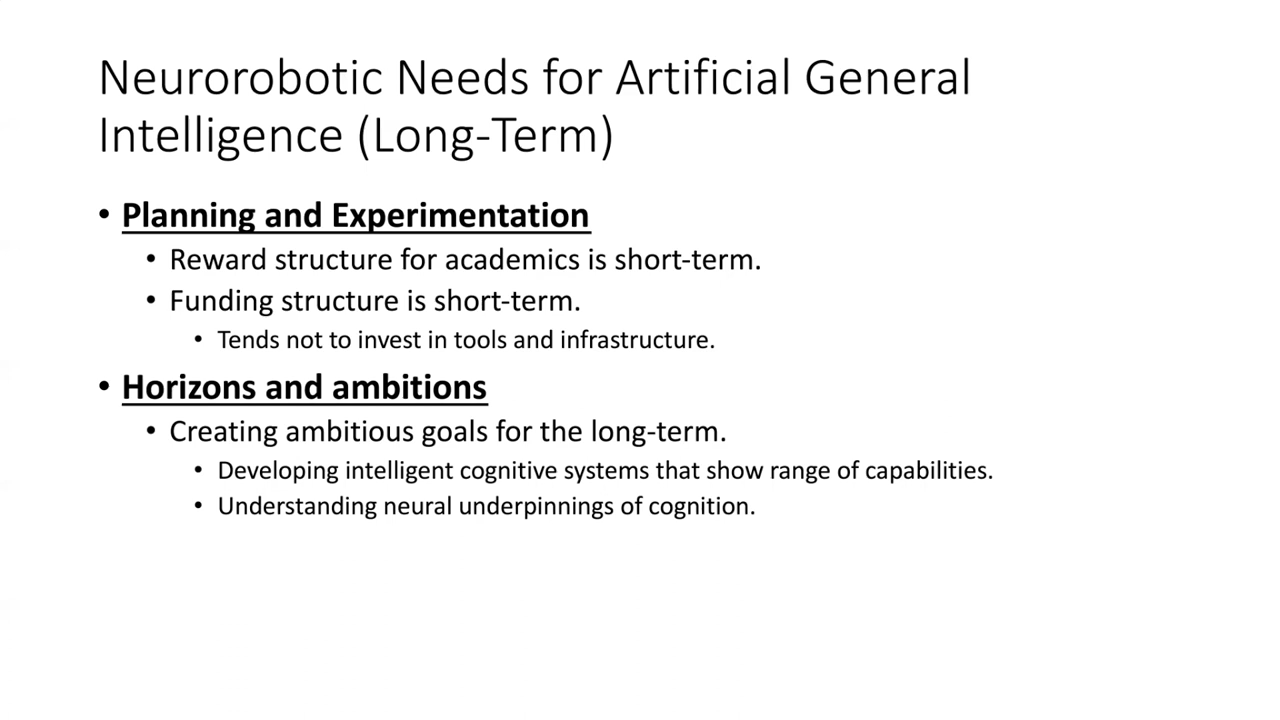 Neurorobotic Needs for Artificial General
Intelligence (Long-Term)
• Planning and Experimentation
• Reward structure for academics is short-term.
• Funding structure is short-term.
• Tends not to invest in tools and infrastructure.
• Horizons and ambitions
• Creating ambitious goals for the long-term.
• Developing intelligent cognitive systems that show range of capabilities.
• Understanding neural underpinnings of cognition.